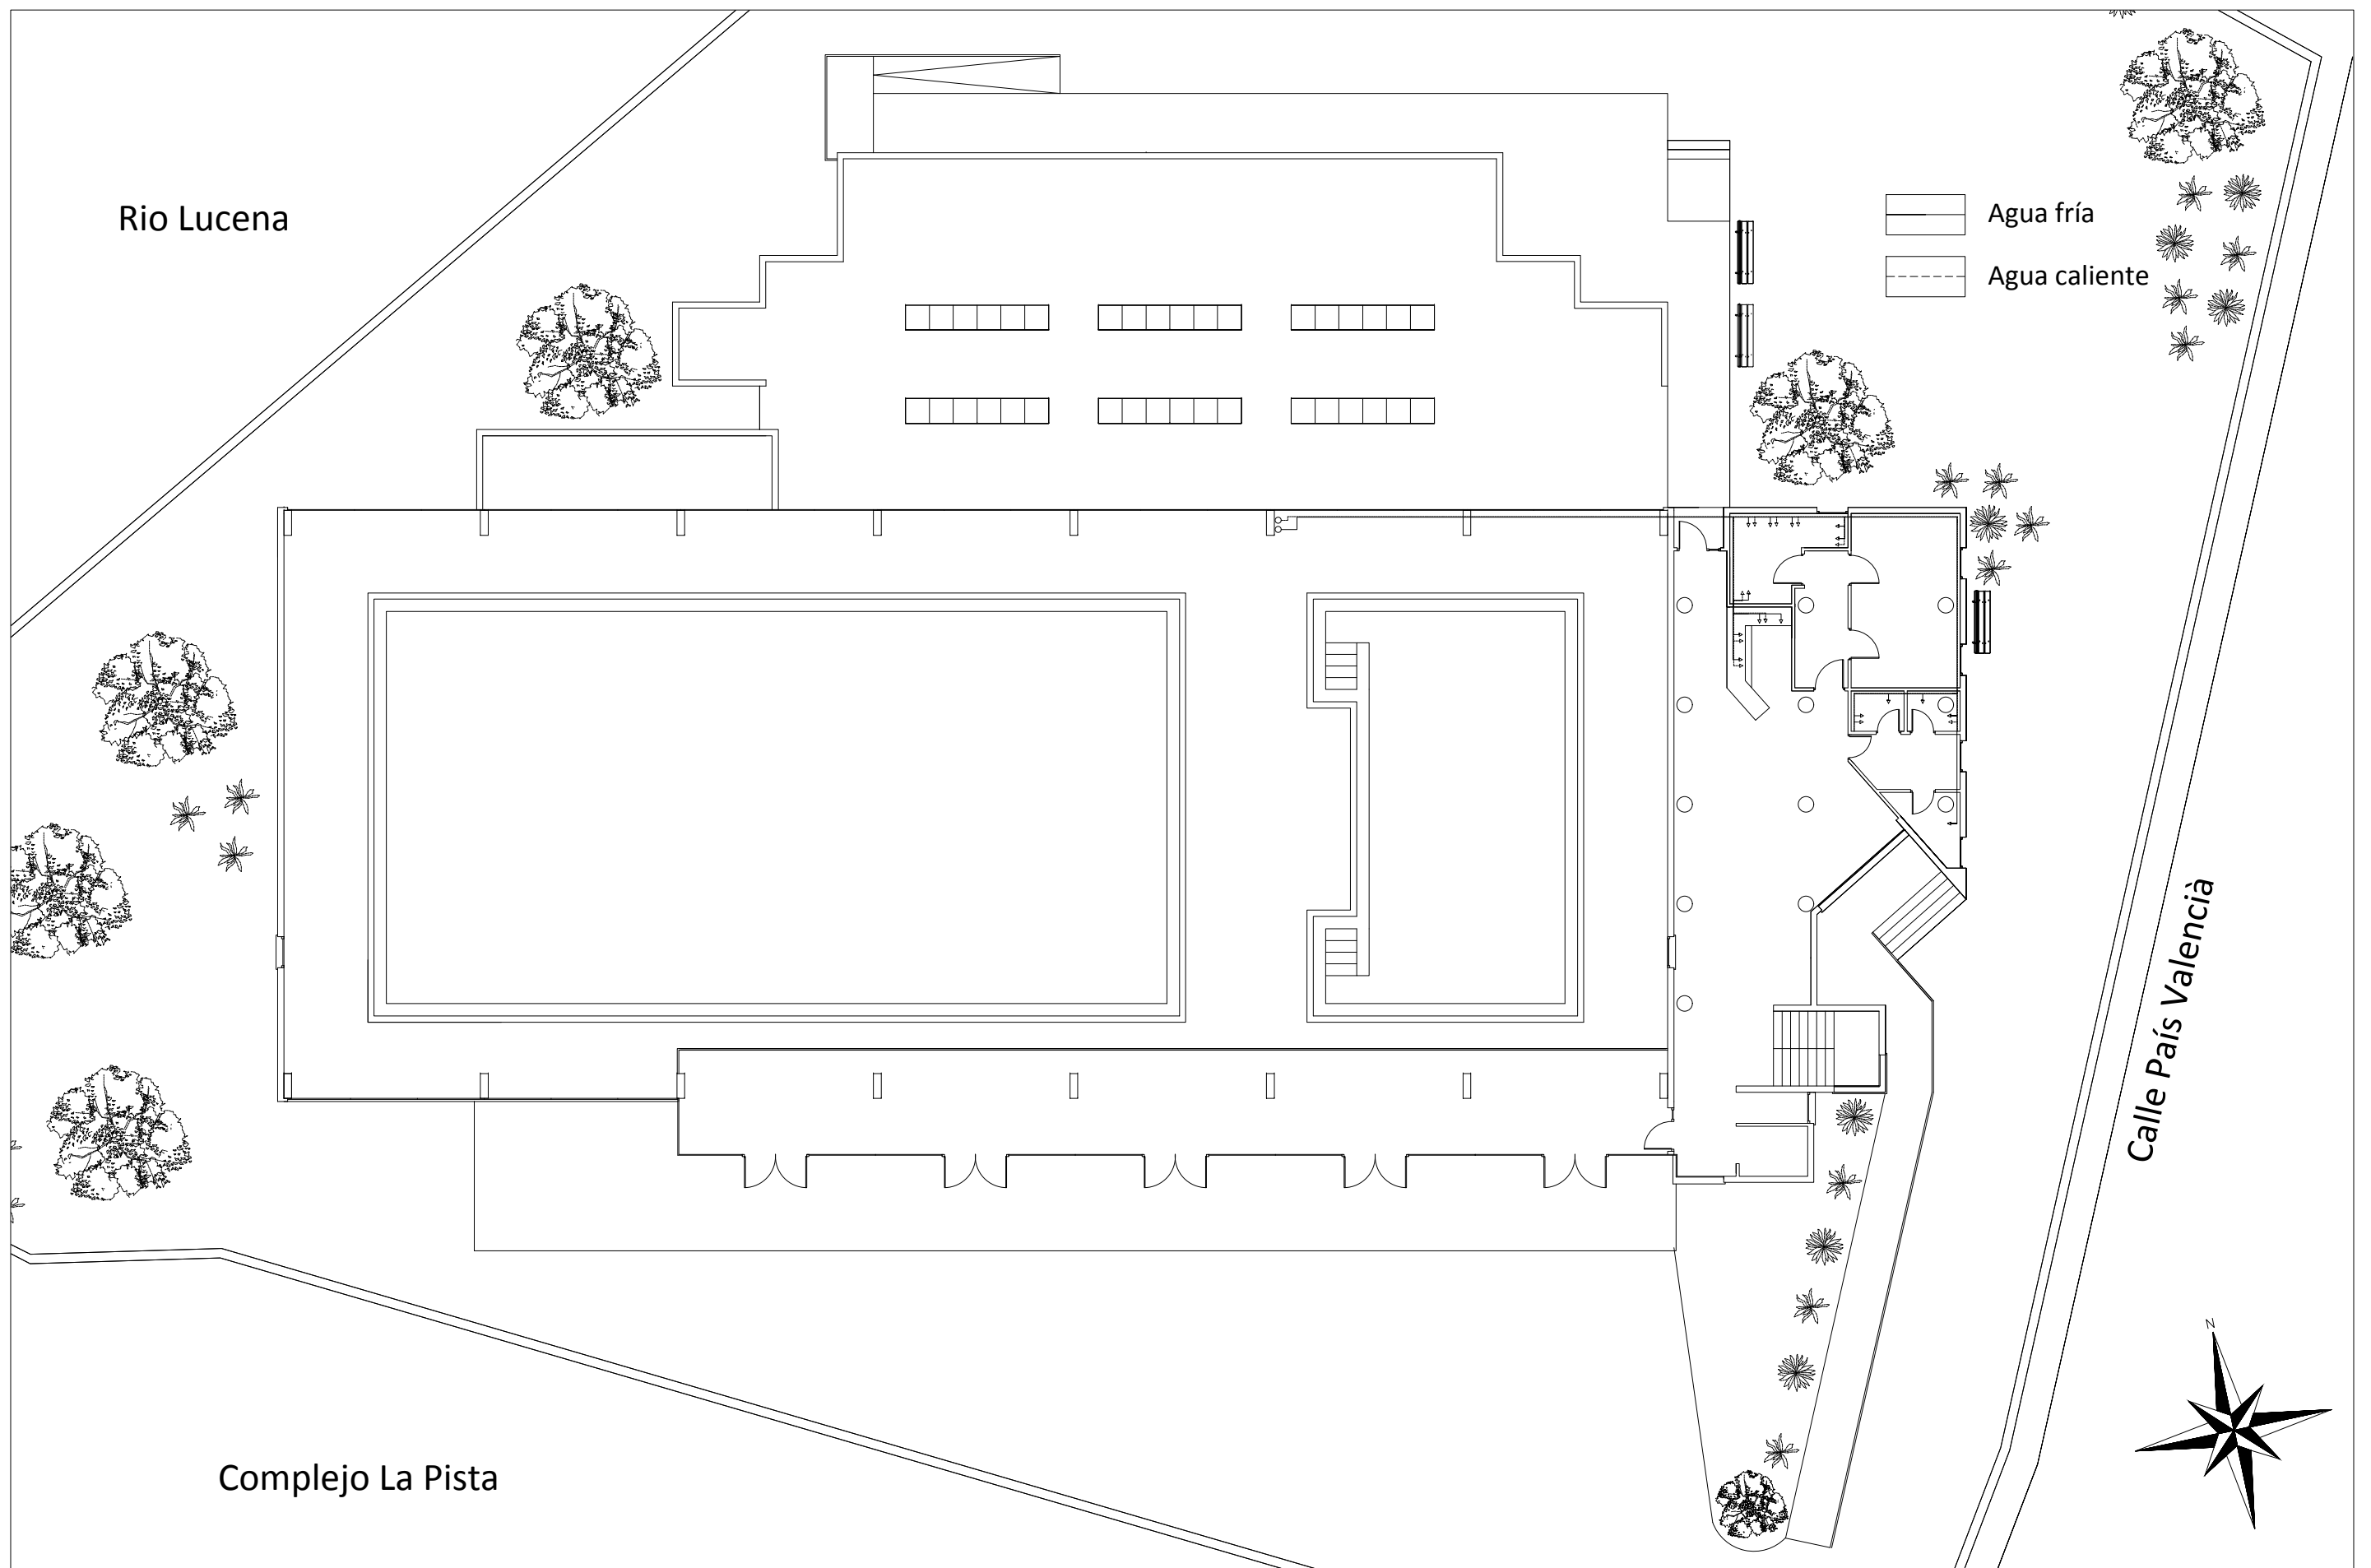 Rio Lucena
Agua fría
Agua caliente
Calle País Valencià
N
Complejo La Pista